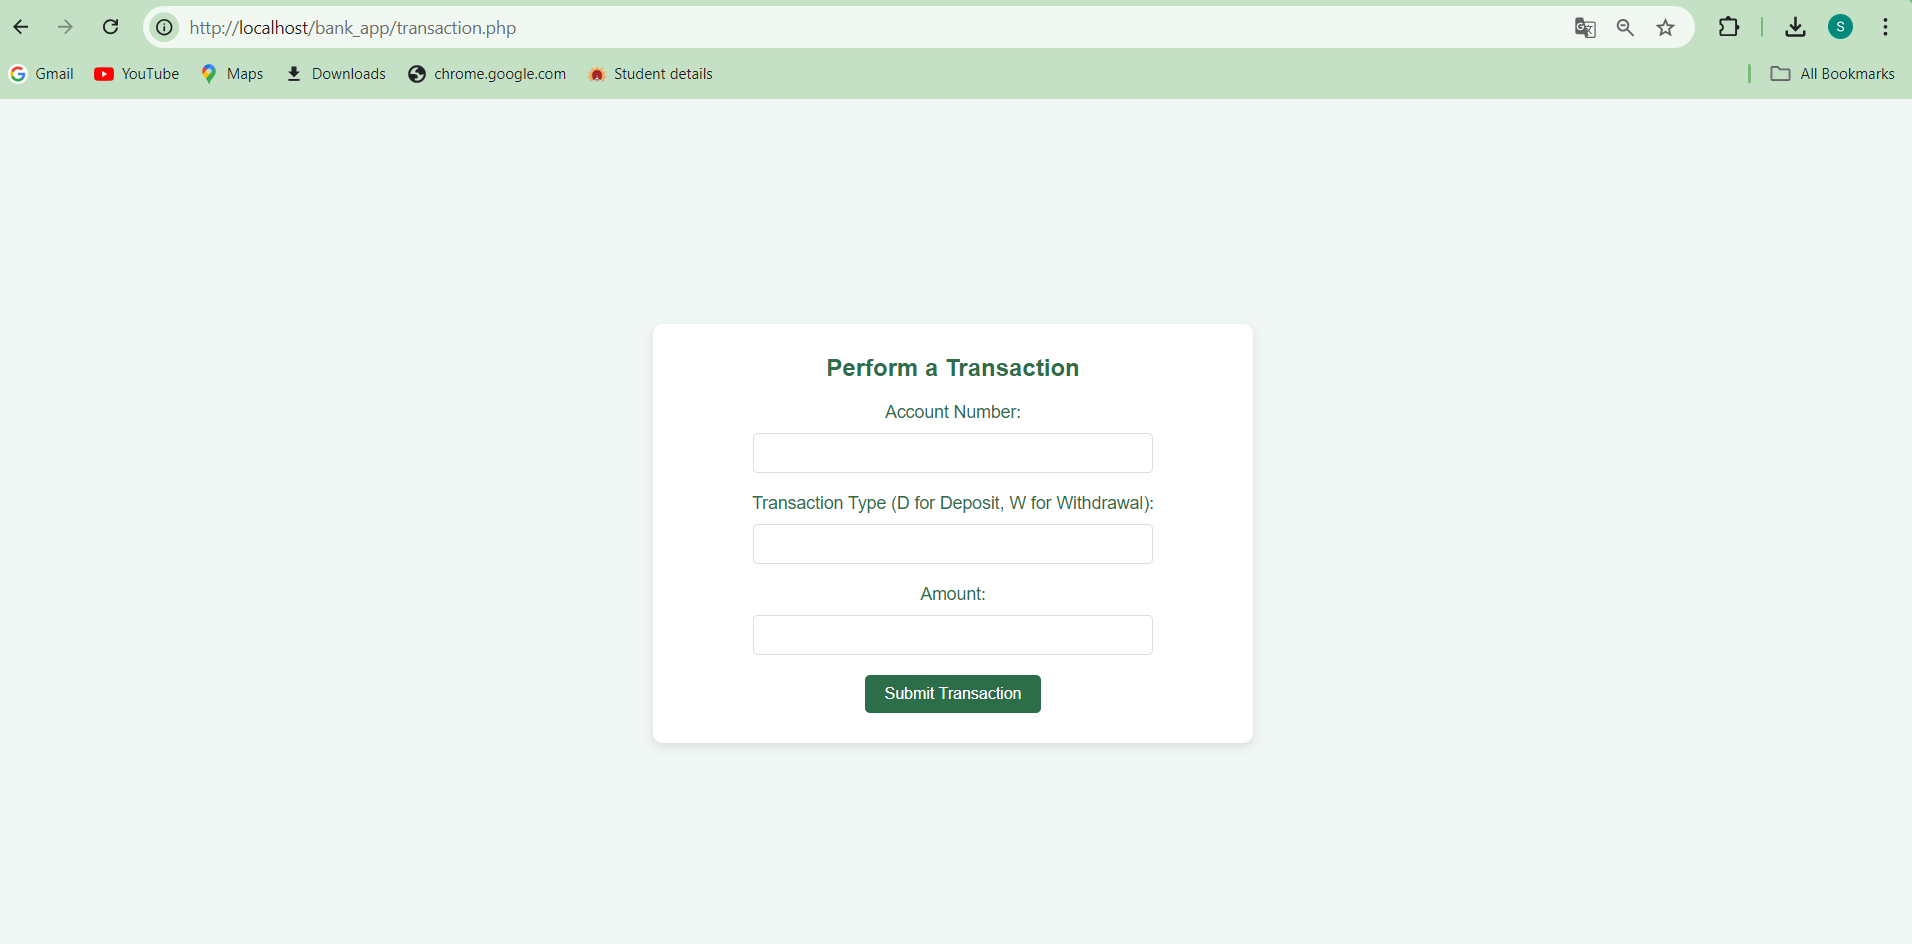 http://localhost/bank_app/transaction.php
S
Gmail YouTube Maps Downloads chrome.google.com Student details All Bookmarks
Perform a Transaction
Account Number:
Transaction Type (D for Deposit, W for Withdrawal):
Amount:
Submit Transaction